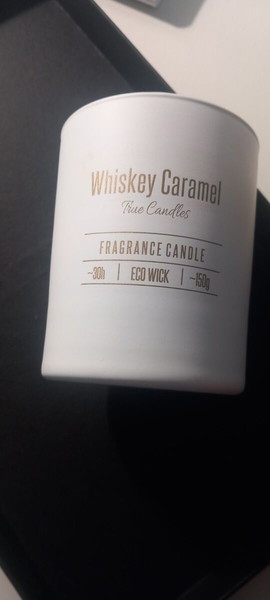 Whiskey Caramel
True Candles
FRAGRANCE CANDLE
~30h | ECO WICK | ~150g